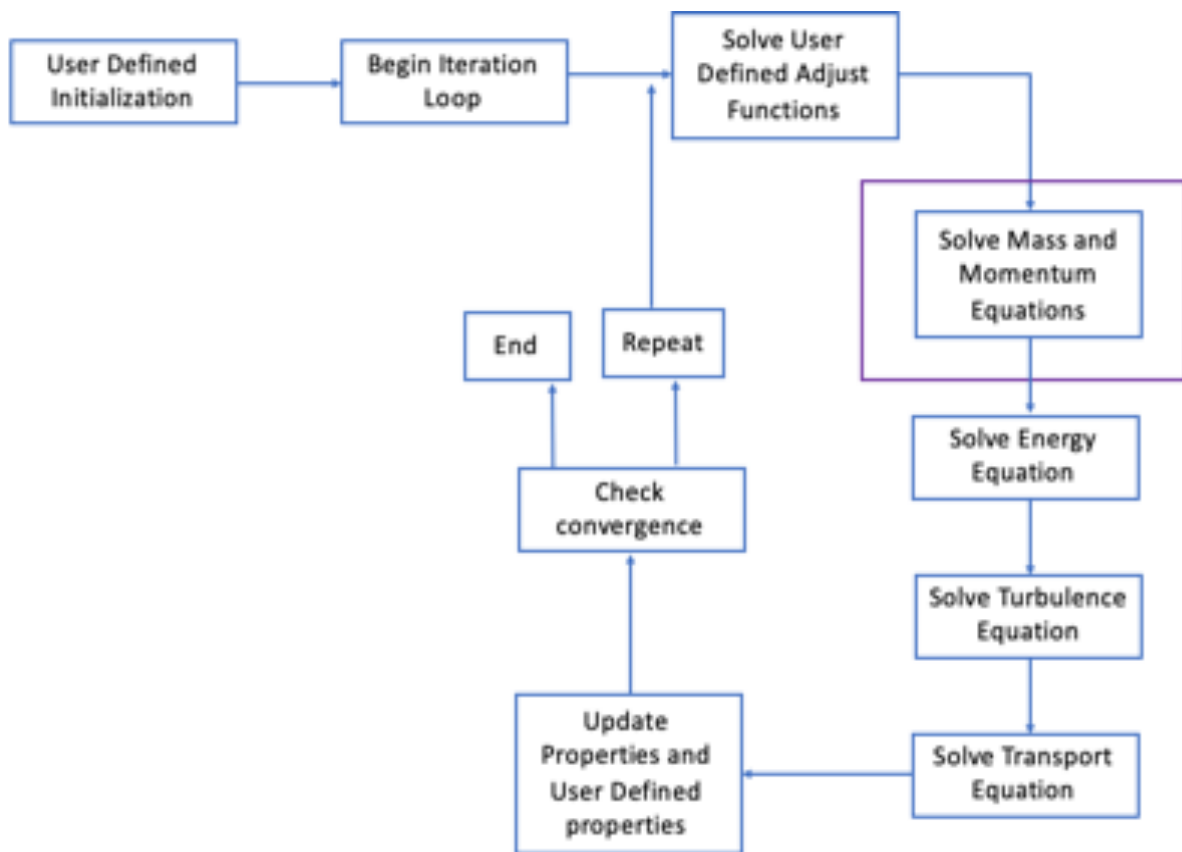 User Defined
Initialization
Begin Iteration
Loop
Solve User
Defined Adjust
Functions
Solve Mass and
Momentum
Equations
Solve Energy
Equation
Solve Turbulence
Equation
Solve Transport
Equation
Update
Properties and
User Defined
properties
Check
convergence
End
Repeat